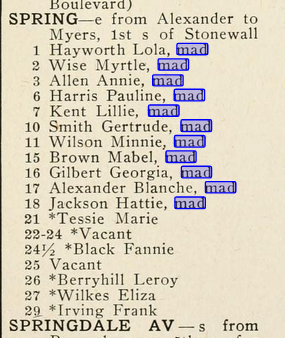 Boulevard)
SPRING—e from Alexander to
Myers, 1st s of Stonewall
1 Hayworth Lola, mad
2 Wise Myrtle, mad
3 Allen Annie, mad
6 Harris Pauline, mad
7 Kent Lillie, mad
10 Smith Gertrude, mad
11 Wilson Minnie, mad
15 Brown Mabel, mad
16 Gilbert Georgia, mad
17 Alexander Blanche, mad
18 Jackson Hattie, mad
21 *Tessie Marie
22-24 *Vacant
24½ *Black Fannie
25 Vacant
26 *Berryhill Leroy
27 *Wilkes Eliza
29 *Irving Frank
SPRINGDALE AV—s from